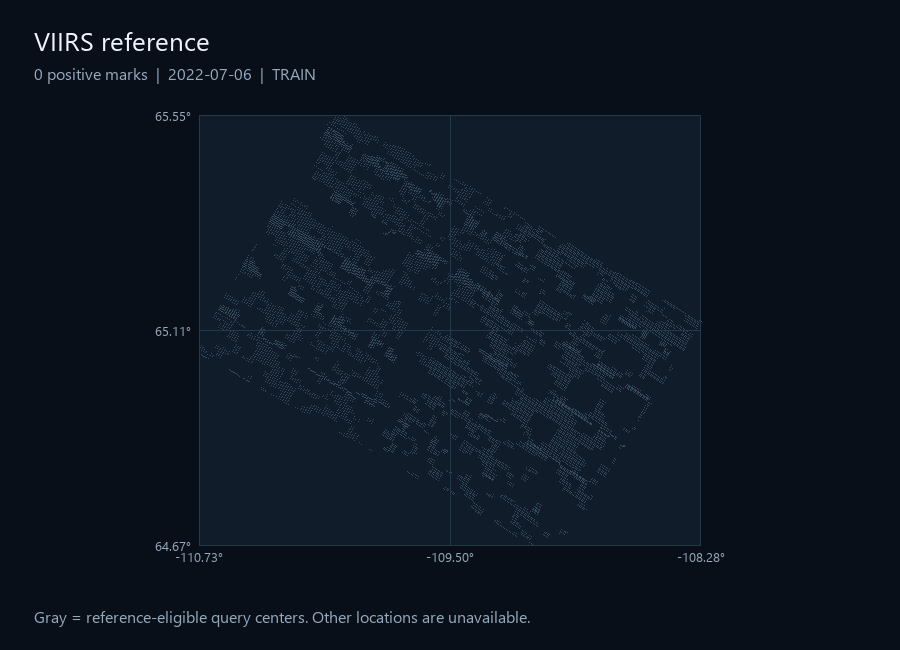 VIIRS reference
0 positive marks | 2022-07-06 | TRAIN
65.55°
65.11°
64.67°
-110.73° -109.50° -108.28°
Gray = reference-eligible query centers. Other locations are unavailable.